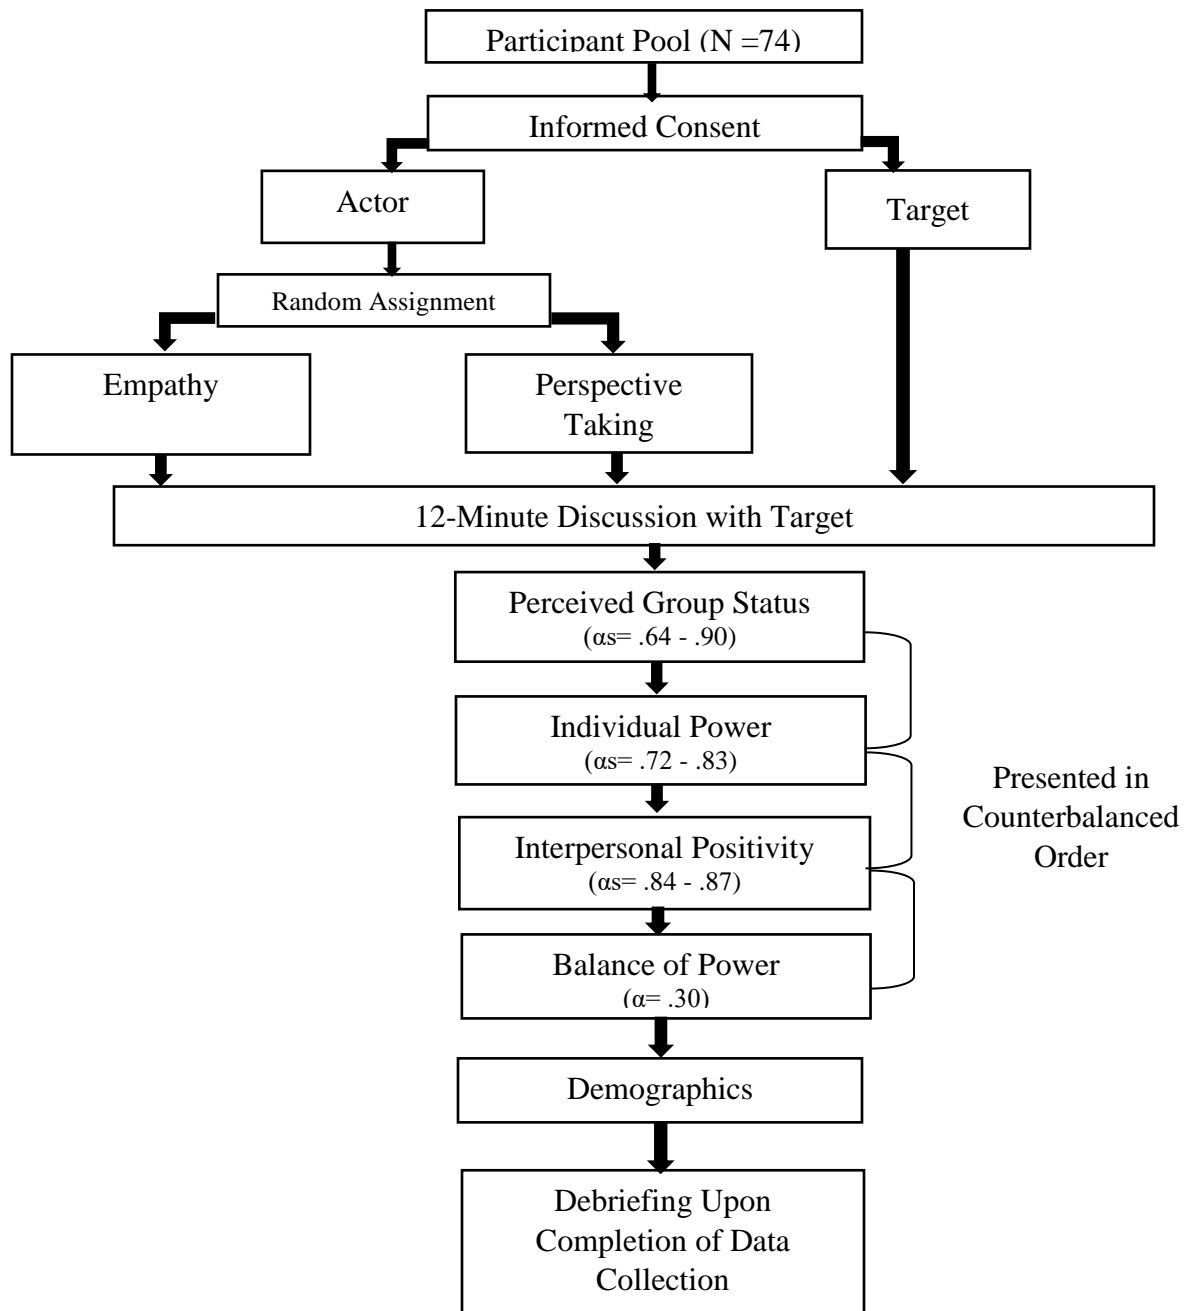 Participant Pool (N =74)
Informed Consent
Actor
Target
Random Assignment
Empathy
Perspective
Taking
12-Minute Discussion with Target
Perceived Group Status
(αs= .64 - .90)
Individual Power
(αs= .72 - .83)
Interpersonal Positivity
(αs= .84 - .87)
Presented in
Counterbalanced
Order
Balance of Power
(α= .30)
Demographics
Debriefing Upon
Completion of Data
Collection